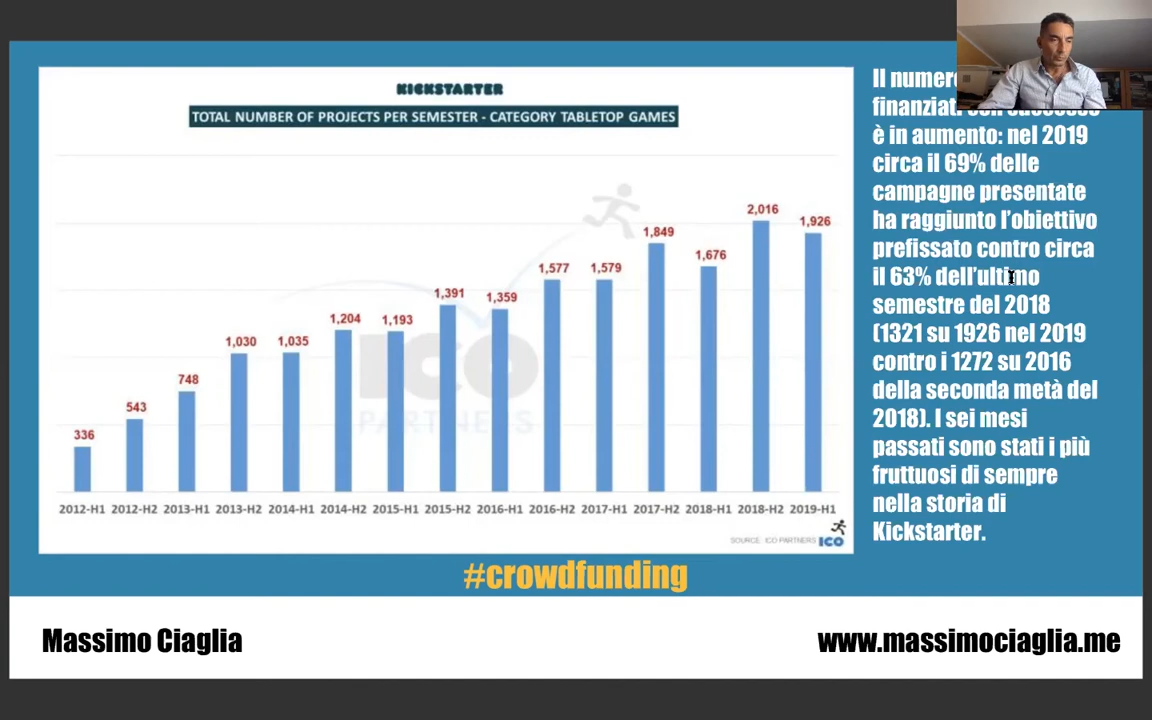 KICKSTARTER
TOTAL NUMBER OF PROJECTS PER SEMESTER - CATEGORY TABLETOP GAMES
336
543
748
1,030
1,035
1,204
1,193
1,391
1,359
1,577
1,579
1,849
1,676
2,016
1,926
ICO
PARTNERS
2012-H1 2012-H2 2013-H1 2013-H2 2014-H1 2014-H2 2015-H1 2015-H2 2016-H1 2016-H2 2017-H1 2017-H2 2018-H1 2018-H2 2019-H1
SOURCE: ICO PARTNERS ICO
Il numero
è in aumento: nel 2019
circa il 69% delle
campagne presentate
ha raggiunto l'obiettivo
prefissato contro circa
il 63% dell'ultimo
semestre del 2018
(1321 su 1926 nel 2019
contro i 1272 su 2016
della seconda metà del
2018). I sei mesi
passati sono stati i più
fruttuosi di sempre
nella storia di
Kickstarter.
#crowdfunding
Massimo Ciaglia
www.massimociaglia.me